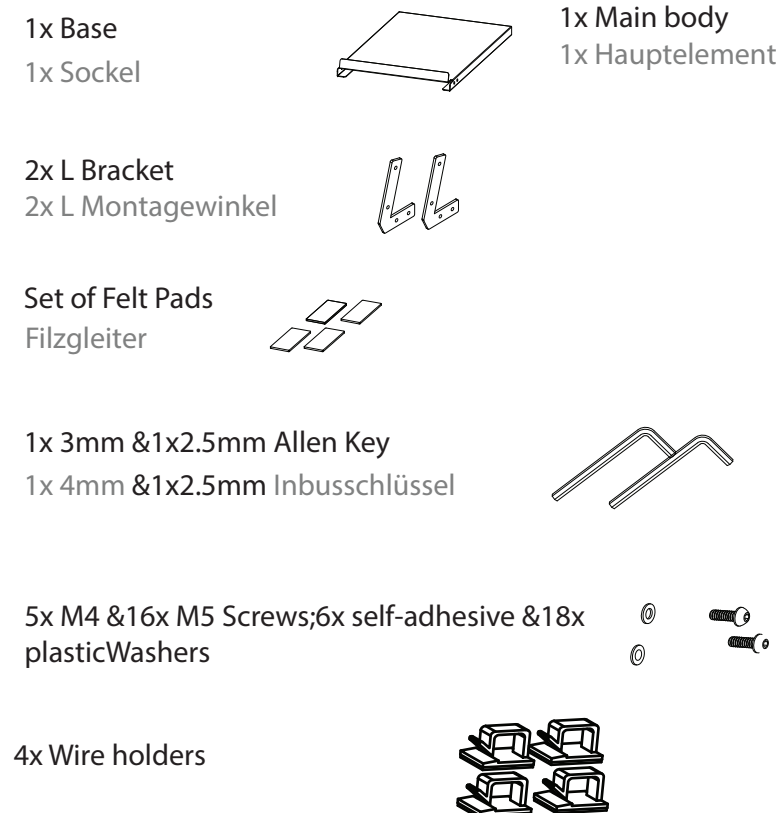 1x Base
1x Sockel
1x Main body
1x Hauptelement
2x L Bracket
2x L Montagewinkel
Set of Felt Pads
Filzgleiter
1x 3mm &1x2.5mm Allen Key
1x 4mm &1x2.5mm Inbusschlüssel
5x M4 &16x M5 Screws;6x self-adhesive &18x
plasticWashers
4x Wire holders